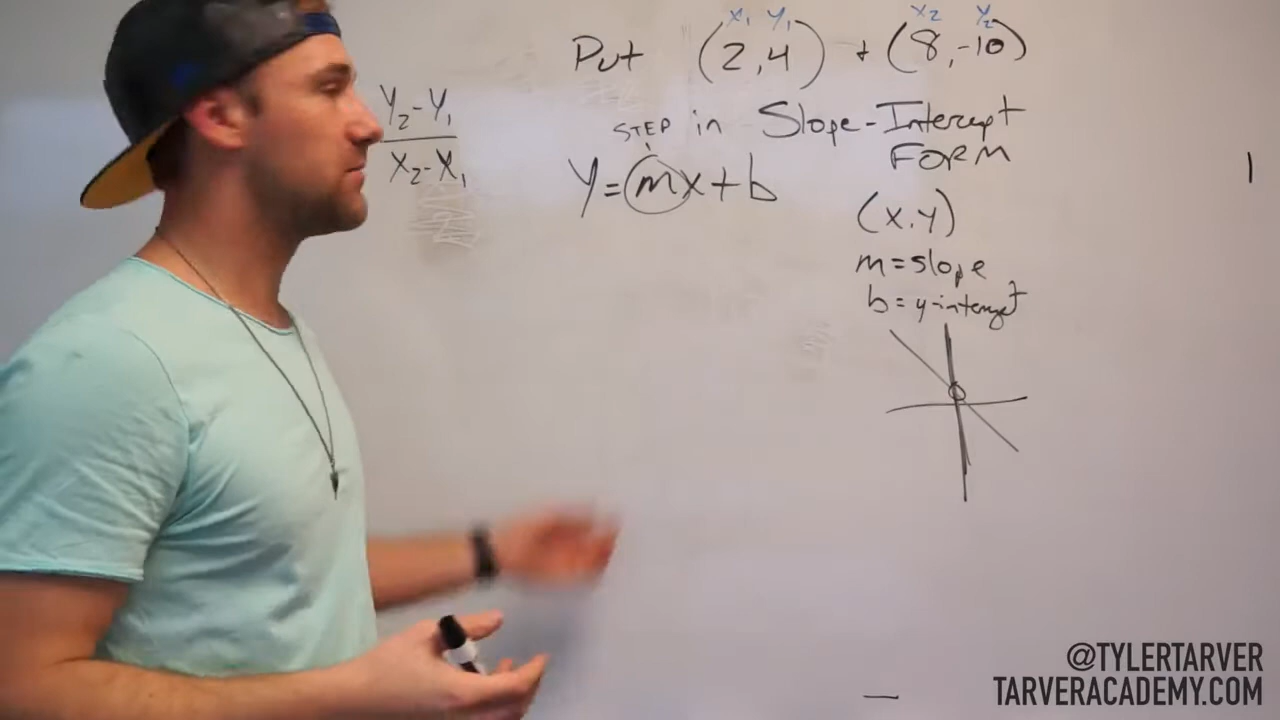 x₁ y₁ x₂ y₂
Put (2,4) + (8,-10)
in Slope-Intercept
FORM
Y₂-Y₁
X₂-X₁
STEP
y=mx+b
(x,y)
m=slope
b=y-intercept
@TYLERTARVER
TARVERACADEMY.COM